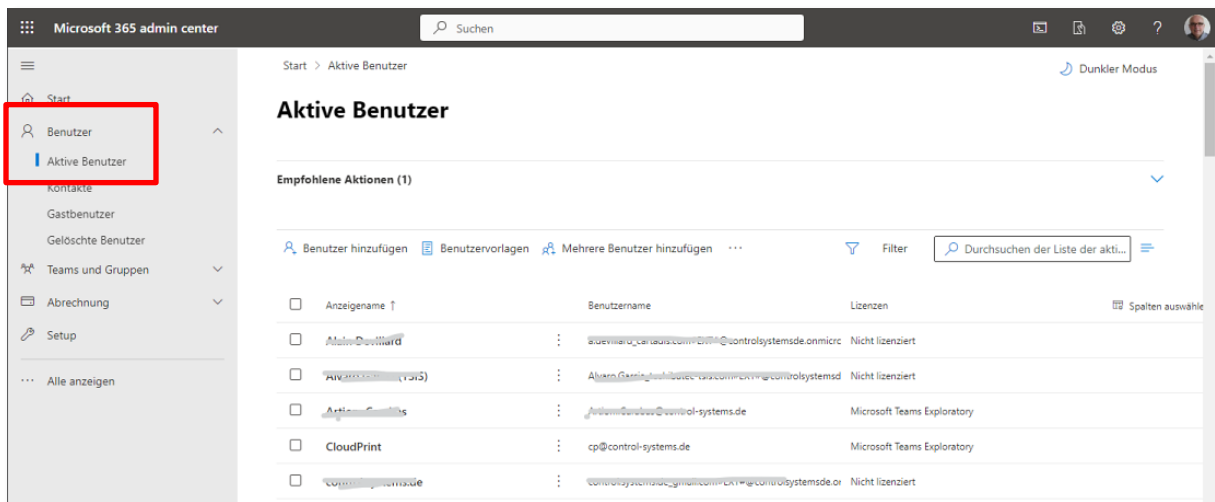 Microsoft 365 admin center
Suchen
?
Start > Aktive Benutzer
Dunkler Modus
Start
Aktive Benutzer
Benutzer
Aktive Benutzer
Empfohlene Aktionen (1)
Kontakte
Gastbenutzer
Gelöschte Benutzer
Benutzer hinzufügen Benutzervorlagen Mehrere Benutzer hinzufügen ... Filter Durchsuchen der Liste der akti...
Teams und Gruppen
Abrechnung
Anzeigename ↑ Benutzername Lizenzen Spalten auswähle
Setup
Nicht lizenziert
... Alle anzeigen
(TSIS) Nicht lizenziert
Microsoft Teams Exploratory
CloudPrint cp@control-systems.de Microsoft Teams Exploratory
Nicht lizenziert